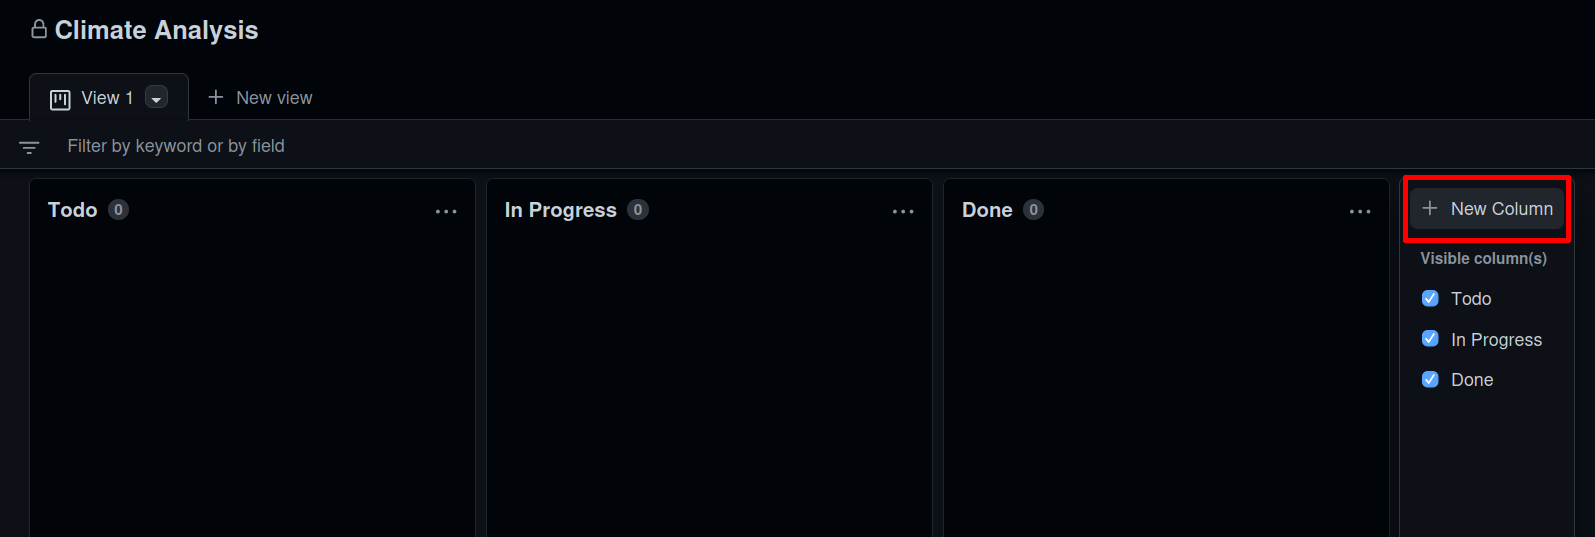 Climate Analysis
View 1
New view
Filter by keyword or by field
Todo 0
In Progress 0
Done 0
New Column
Visible column(s)
Todo
In Progress
Done